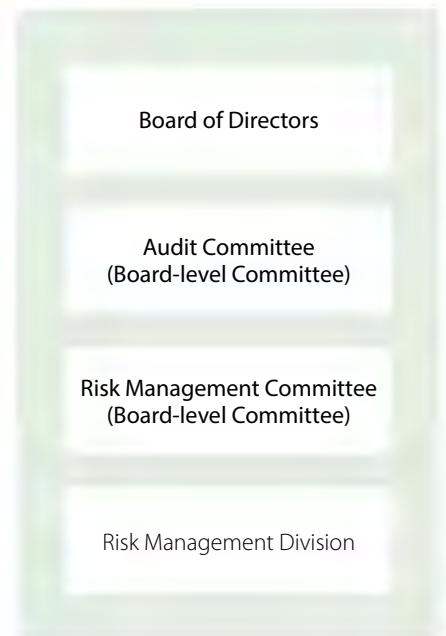 Board of Directors
Audit Committee
(Board-level Committee)
Risk Management Committee
(Board-level Committee)
Risk Management Division